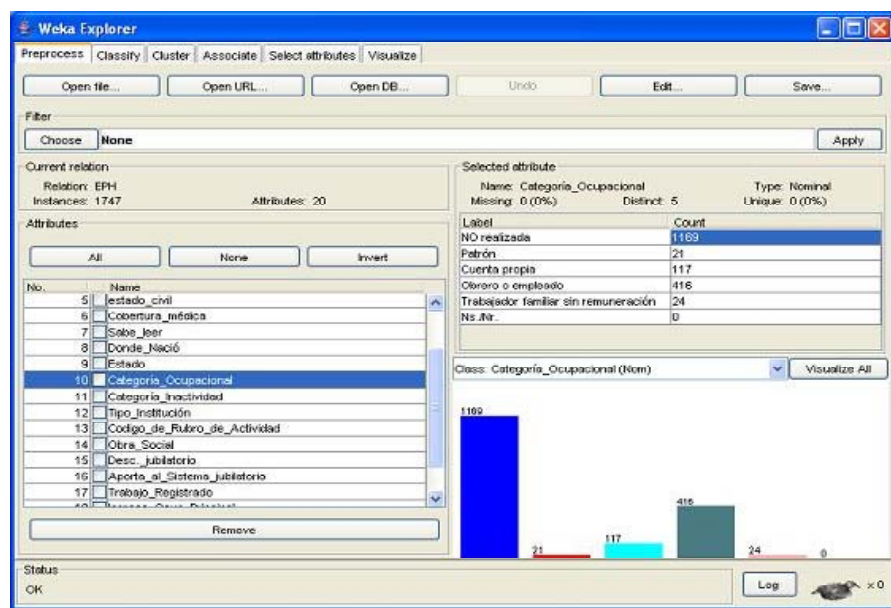 Weka Explorer
Preprocess Classify Cluster Associate Select attributes Visualize
Open file... Open URL... Open DB... Undo Edit... Save...
Filter
Choose None Apply
Current relation
Relation: EPH
Instances: 1747 Attributes: 20
Attributes
All None Invert
No. Name
5 estado_civil
6 Cobertura_médica
7 Sabe_leer
8 Donde_Nació
9 Estado
10 Categoría_Ocupacional
11 Categoría_Inactividad
12 Tipo_Institución
13 Codigo_de_Rubro_de_Actividad
14 Obra_Social
15 Desc._jubilatorio
16 Aporta_al_Sistema_jubilatorio
17 Trabajo_Registrado
Remove
Selected attribute
Name: Categoría_Ocupacional Type: Nominal
Missing: 0 (0%) Distinct: 5 Unique: 0 (0%)
Label Count
NO realizada 1169
Patrón 21
Cuenta propia 117
Obrero o empleado 416
Trabajador familiar sin remuneración 24
Ns./Nr. 0
Class: Categoría_Ocupacional (Nom) Visualize All
1169
21
117
416
24
0
Status
OK
Log x 0